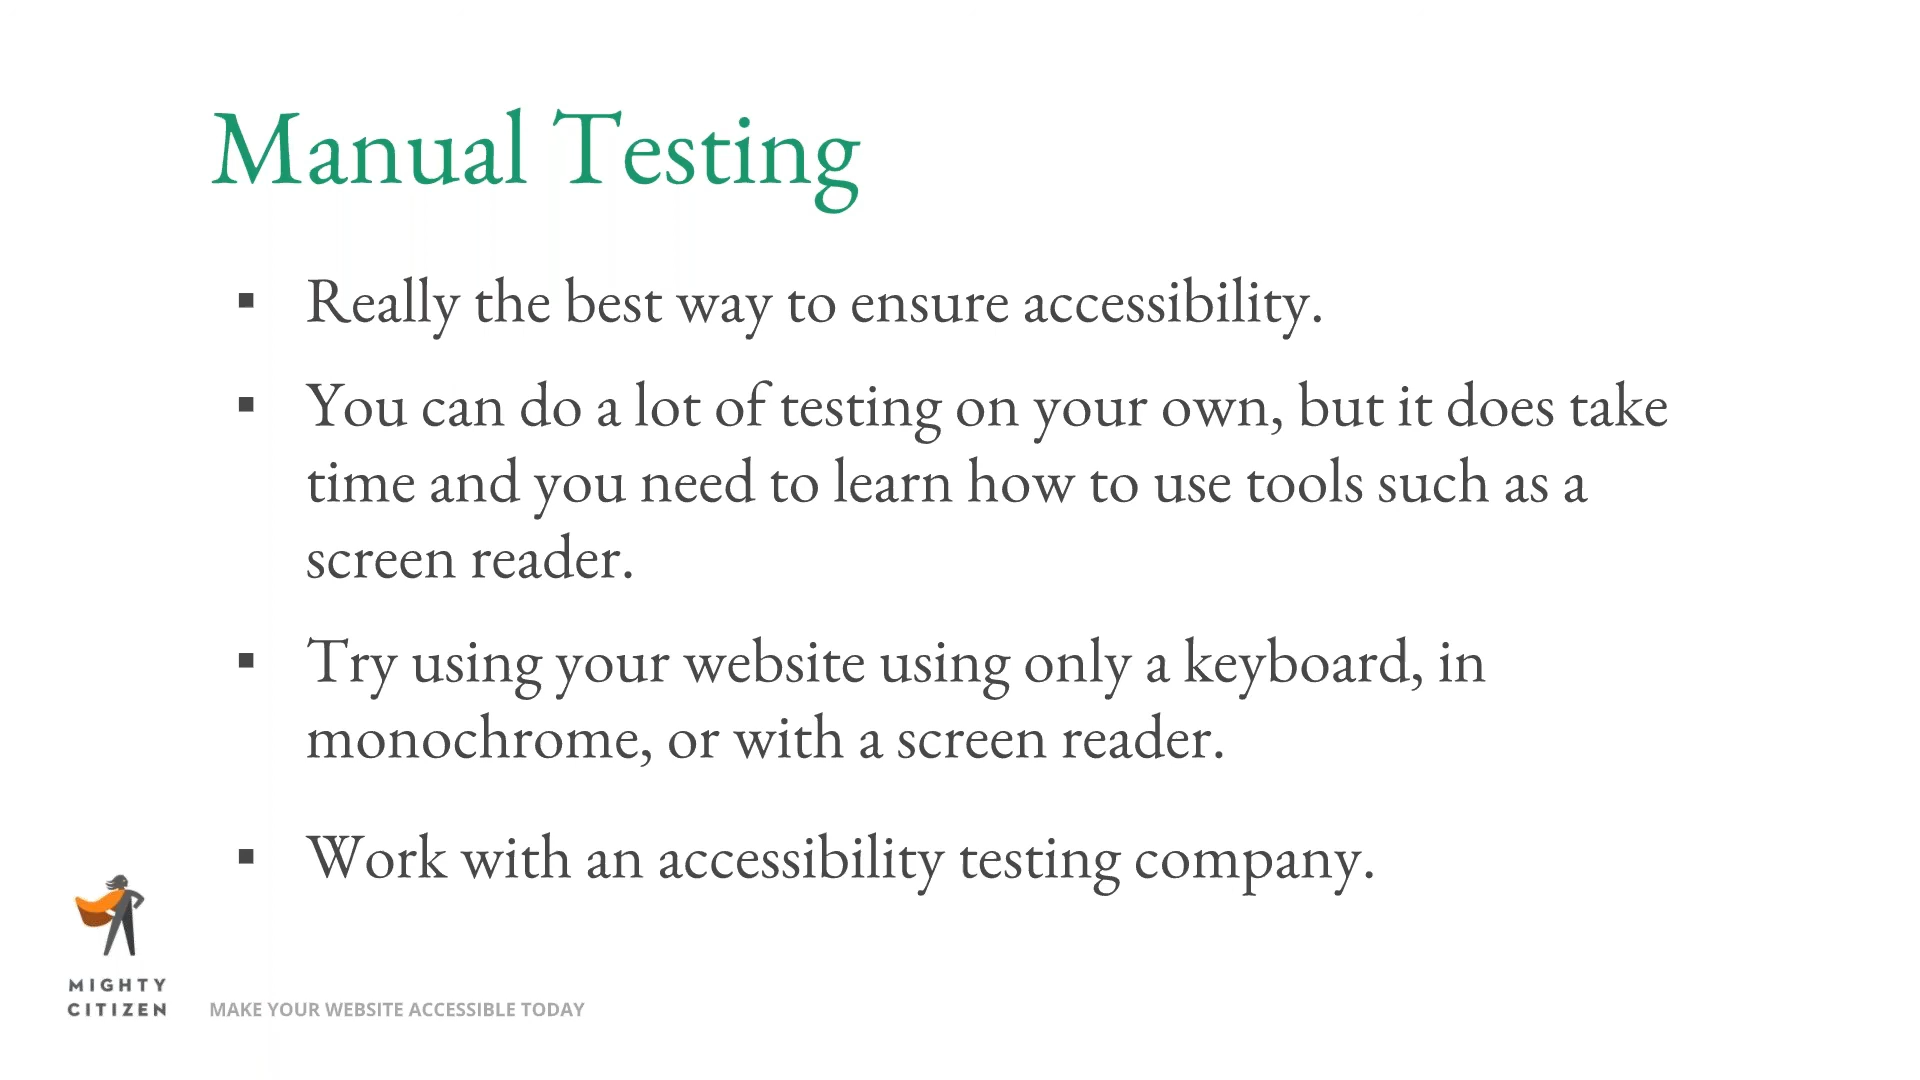 Manual Testing
▪ Really the best way to ensure accessibility.
▪ You can do a lot of testing on your own, but it does take
time and you need to learn how to use tools such as a
screen reader.
▪ Try using your website using only a keyboard, in
monochrome, or with a screen reader.
▪ Work with an accessibility testing company.
MIGHTY
CITIZEN
MAKE YOUR WEBSITE ACCESSIBLE TODAY